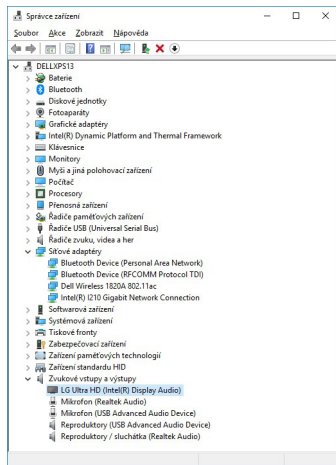 Správce zařízení
Soubor Akce Zobrazit Nápověda
DELLXPS13
Baterie
Bluetooth
Diskové jednotky
Fotoaparáty
Grafické adaptéry
Intel(R) Dynamic Platform and Thermal Framework
Klávesnice
Monitory
Myši a jiná polohovací zařízení
Počítač
Procesory
Přenosná zařízení
Řadiče paměťových zařízení
Řadiče USB (Universal Serial Bus)
Řadiče zvuku, videa a her
Síťové adaptéry
Bluetooth Device (Personal Area Network)
Bluetooth Device (RFCOMM Protocol TDI)
Dell Wireless 1820A 802.11ac
Intel(R) I210 Gigabit Network Connection
Softwarová zařízení
Systémová zařízení
Tiskové fronty
Zabezpečovací zařízení
Zařízení paměťových technologií
Zařízení standardu HID
Zvukové vstupy a výstupy
LG Ultra HD (Intel(R) Display Audio)
Mikrofon (Realtek Audio)
Mikrofon (USB Advanced Audio Device)
Reproduktory (USB Advanced Audio Device)
Reproduktory / sluchátka (Realtek Audio)